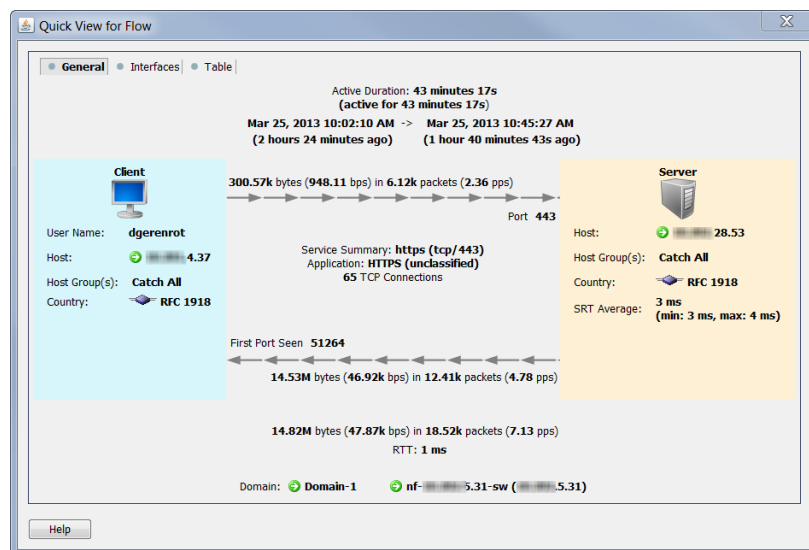 Quick View for Flow
General Interfaces Table
Active Duration: 43 minutes 17s
(active for 43 minutes 17s)
Mar 25, 2013 10:02:10 AM -> Mar 25, 2013 10:45:27 AM
(2 hours 24 minutes ago) (1 hour 40 minutes 43s ago)
Client
User Name: dgerenrot
Host: 4.37
Host Group(s): Catch All
Country: RFC 1918
300.57k bytes (948.11 bps) in 6.12k packets (2.36 pps)
Port 443
Service Summary: https (tcp/443)
Application: HTTPS (unclassified)
65 TCP Connections
First Port Seen 51264
14.53M bytes (46.92k bps) in 12.41k packets (4.78 pps)
Server
Host: 28.53
Host Group(s): Catch All
Country: RFC 1918
SRT Average: 3 ms
(min: 3 ms, max: 4 ms)
14.82M bytes (47.87k bps) in 18.52k packets (7.13 pps)
RTT: 1 ms
Domain: Domain-1 nf- 5.31-sw ( .5.31)
Help